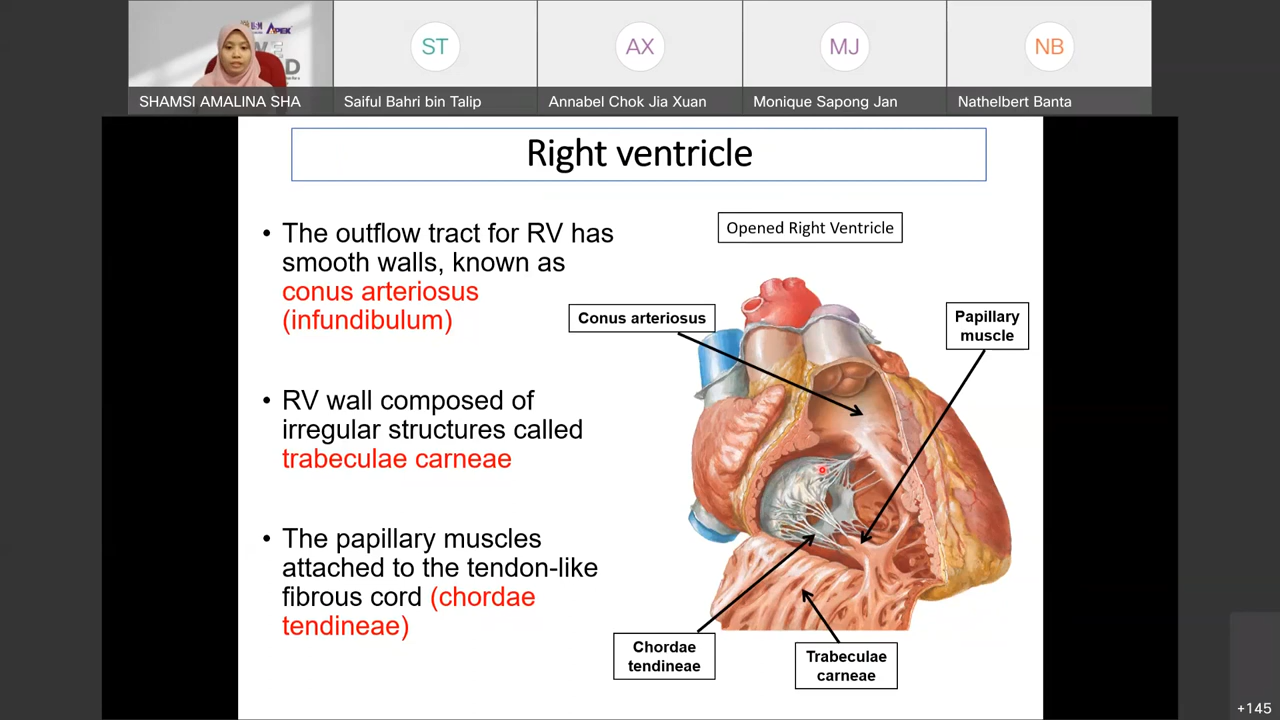 APEK
ST
AX
MJ
NB
SHAMSI AMALINA SHA
Saiful Bahri bin Talip
Annabel Chok Jia Xuan
Monique Sapong Jan
Nathelbert Banta
Right ventricle
• The outflow tract for RV has
smooth walls, known as
conus arteriosus
(infundibulum)
• RV wall composed of
irregular structures called
trabeculae carneae
• The papillary muscles
attached to the tendon-like
fibrous cord (chordae
tendineae)
Opened Right Ventricle
Conus arteriosus
Papillary
muscle
Chordae
tendineae
Trabeculae
carneae
+145